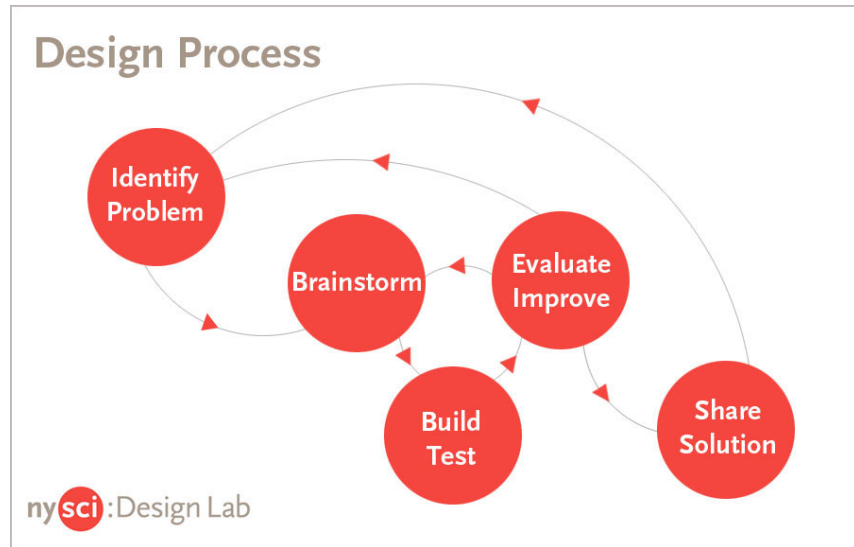 Design Process
Identify
Problem
Brainstorm
Evaluate
Improve
Build
Test
Share
Solution
nysci:Design Lab